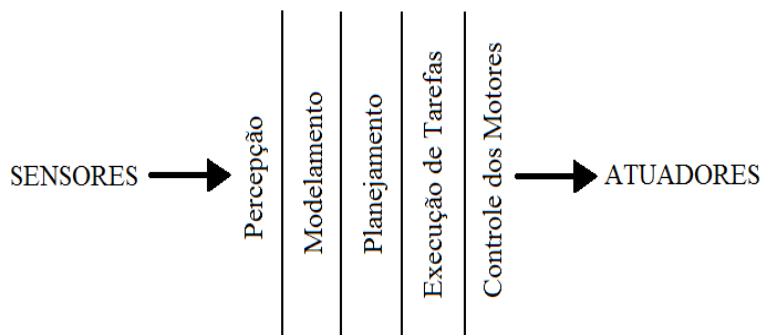 SENSORES
Percepção
Modelamento
Planejamento
Execução de Tarefas
Controle dos Motores
ATUADORES